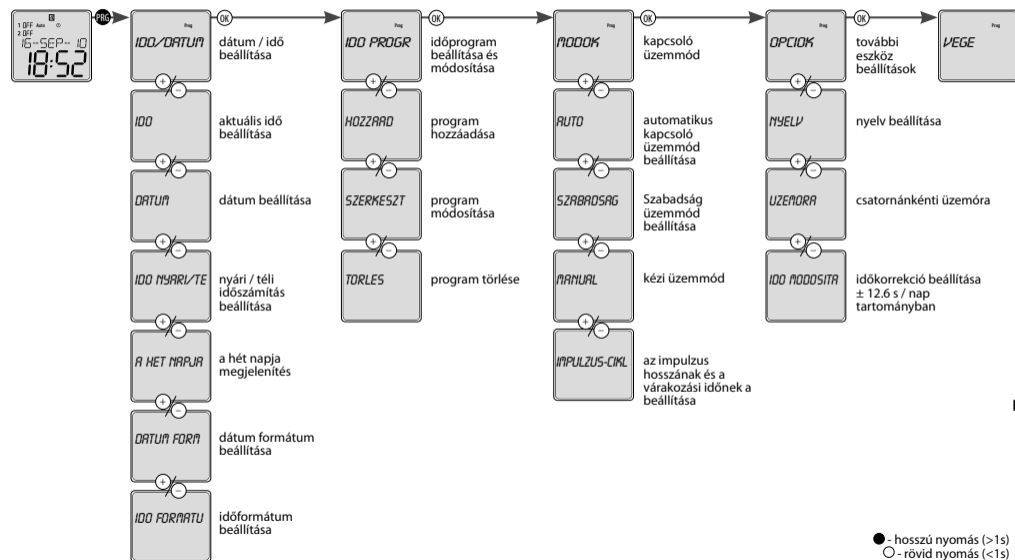 1 OFF Auto
2 OFF
16-SEP-10
18:52
PRG
Prog
IDO/DATUM
dátum / idő
beállítása
+/−
IDO
aktuális idő
beállítása
+/−
DATUM
dátum beállítása
+/−
IDO NYARI/TE
nyári / téli
időszámítás
beállítása
+/−
A HET NAPJA
a hét napja
megjelenítés
+/−
DATUM FORM
dátum formátum
beállítása
+/−
IDO FORMATU
időformátum
beállítása
OK
Prog
IDO PROGR
időprogram
beállítása és
módosítása
+/−
HOZZAAD
program
hozzáadása
+/−
SZERKESZT
program
módosítása
+/−
TORLES
program törlése
OK
Prog
MODOK
kapcsoló
üzemmód
+/−
AUTO
automatikus
kapcsoló
üzemmód
beállítása
+/−
SZABADSAG
Szabadság
üzemmód
beállítása
+/−
MANUAL
kézi üzemmód
+/−
IMPULZUS-CIKL
az impulzus
hosszának és a
várakozási időnek a
beállítása
OK
Prog
OPCIOK
további
eszköz
beállítások
+/−
NYELV
nyelv beállítása
+/−
UZEMORA
csatornánkénti üzemóra
+/−
IDO MODOSITA
időkorrekció beállítása
± 12.6 s / nap
tartományban
OK
Prog
VEGE
- hosszú nyomás (>1s)
- rövid nyomás (<1s)